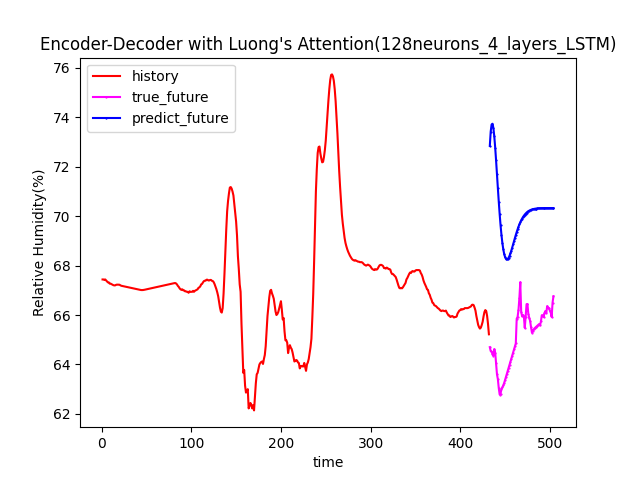 Encoder-Decoder with Luong's Attention(128neurons_4_layers_LSTM)
history
true_future
predict_future
Relative Humidity(%)
76
74
72
70
68
66
64
62
0 100 200 300 400 500
time